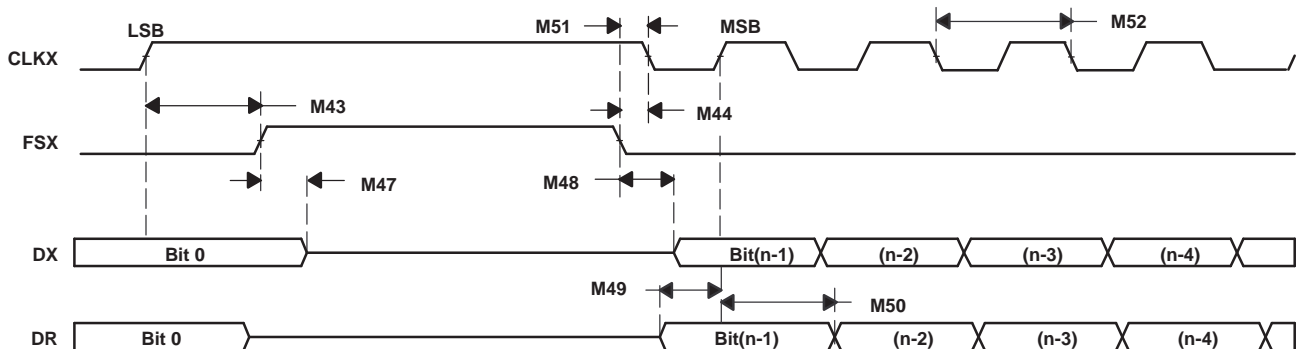 LSB M51 MSB M52
CLKX
M43 M44
FSX
M47 M48
DX Bit 0 Bit(n-1) (n-2) (n-3) (n-4)
M49 M50
DR Bit 0 Bit(n-1) (n-2) (n-3) (n-4)